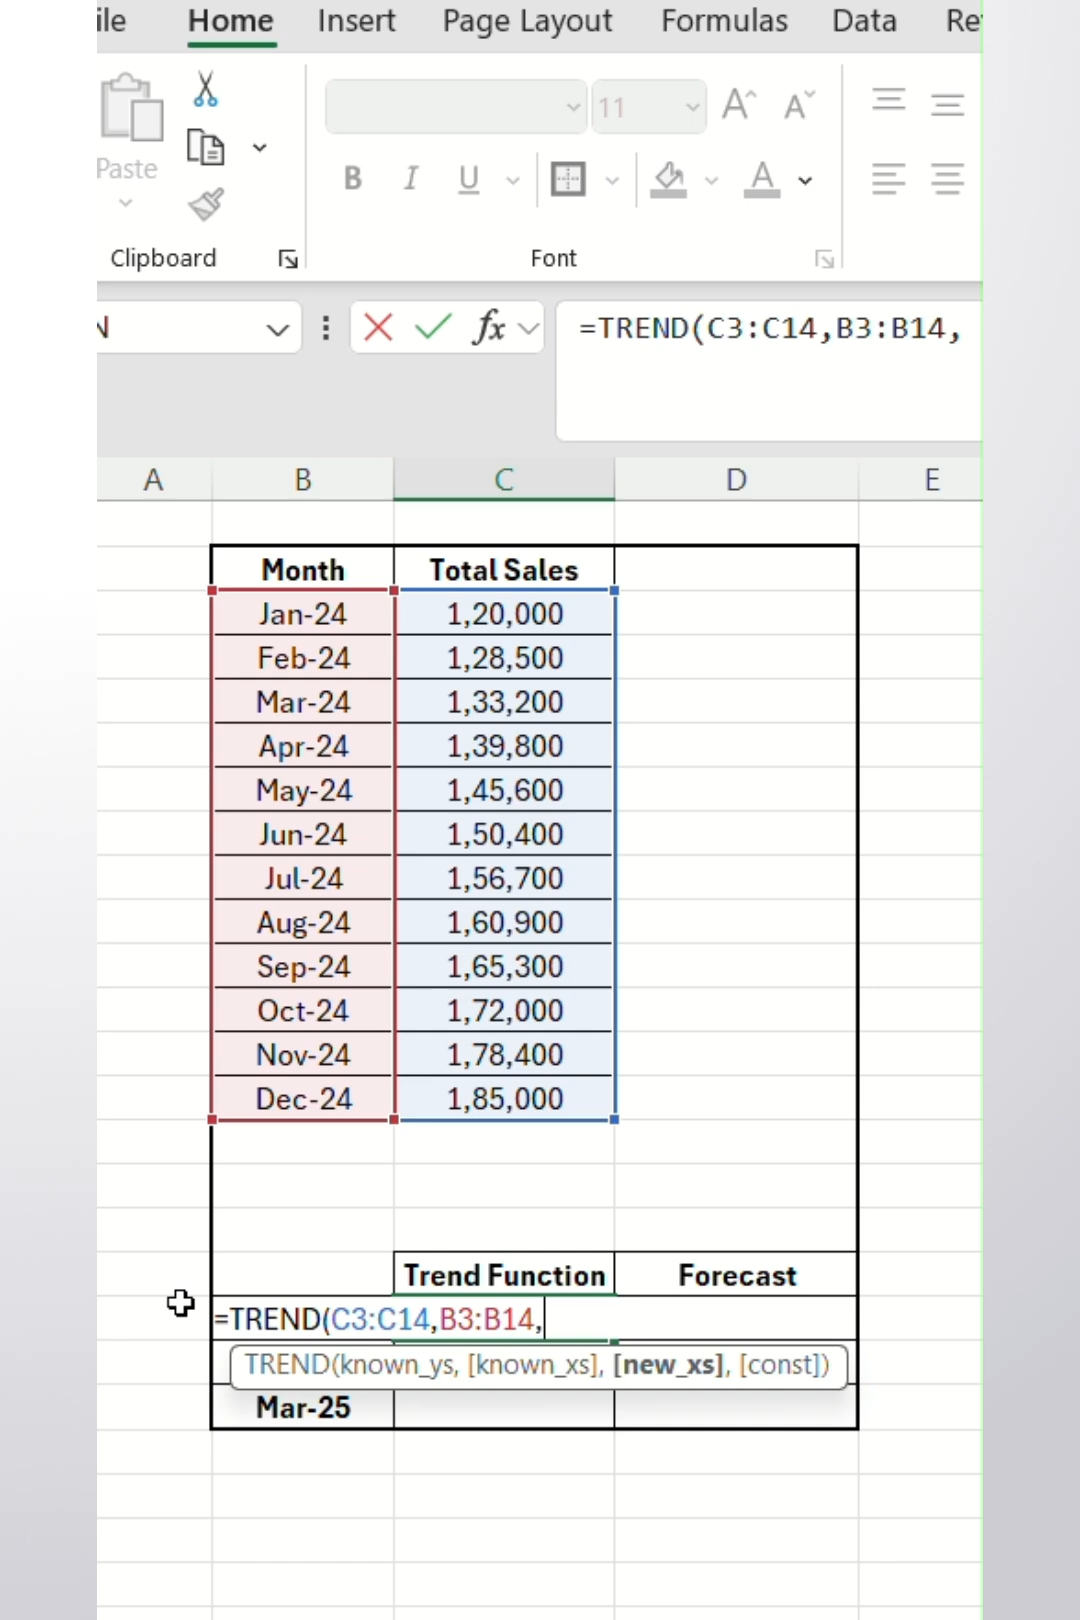 ile Home Insert Page Layout Formulas Data Re
11 A A
Paste B I U A
Clipboard Font
N fx =TREND(C3:C14,B3:B14,
A B C D E
Month Total Sales
Jan-24 1,20,000
Feb-24 1,28,500
Mar-24 1,33,200
Apr-24 1,39,800
May-24 1,45,600
Jun-24 1,50,400
Jul-24 1,56,700
Aug-24 1,60,900
Sep-24 1,65,300
Oct-24 1,72,000
Nov-24 1,78,400
Dec-24 1,85,000
Trend Function Forecast
=TREND(C3:C14,B3:B14,
TREND(known_ys, [known_xs], [new_xs], [const])
Mar-25